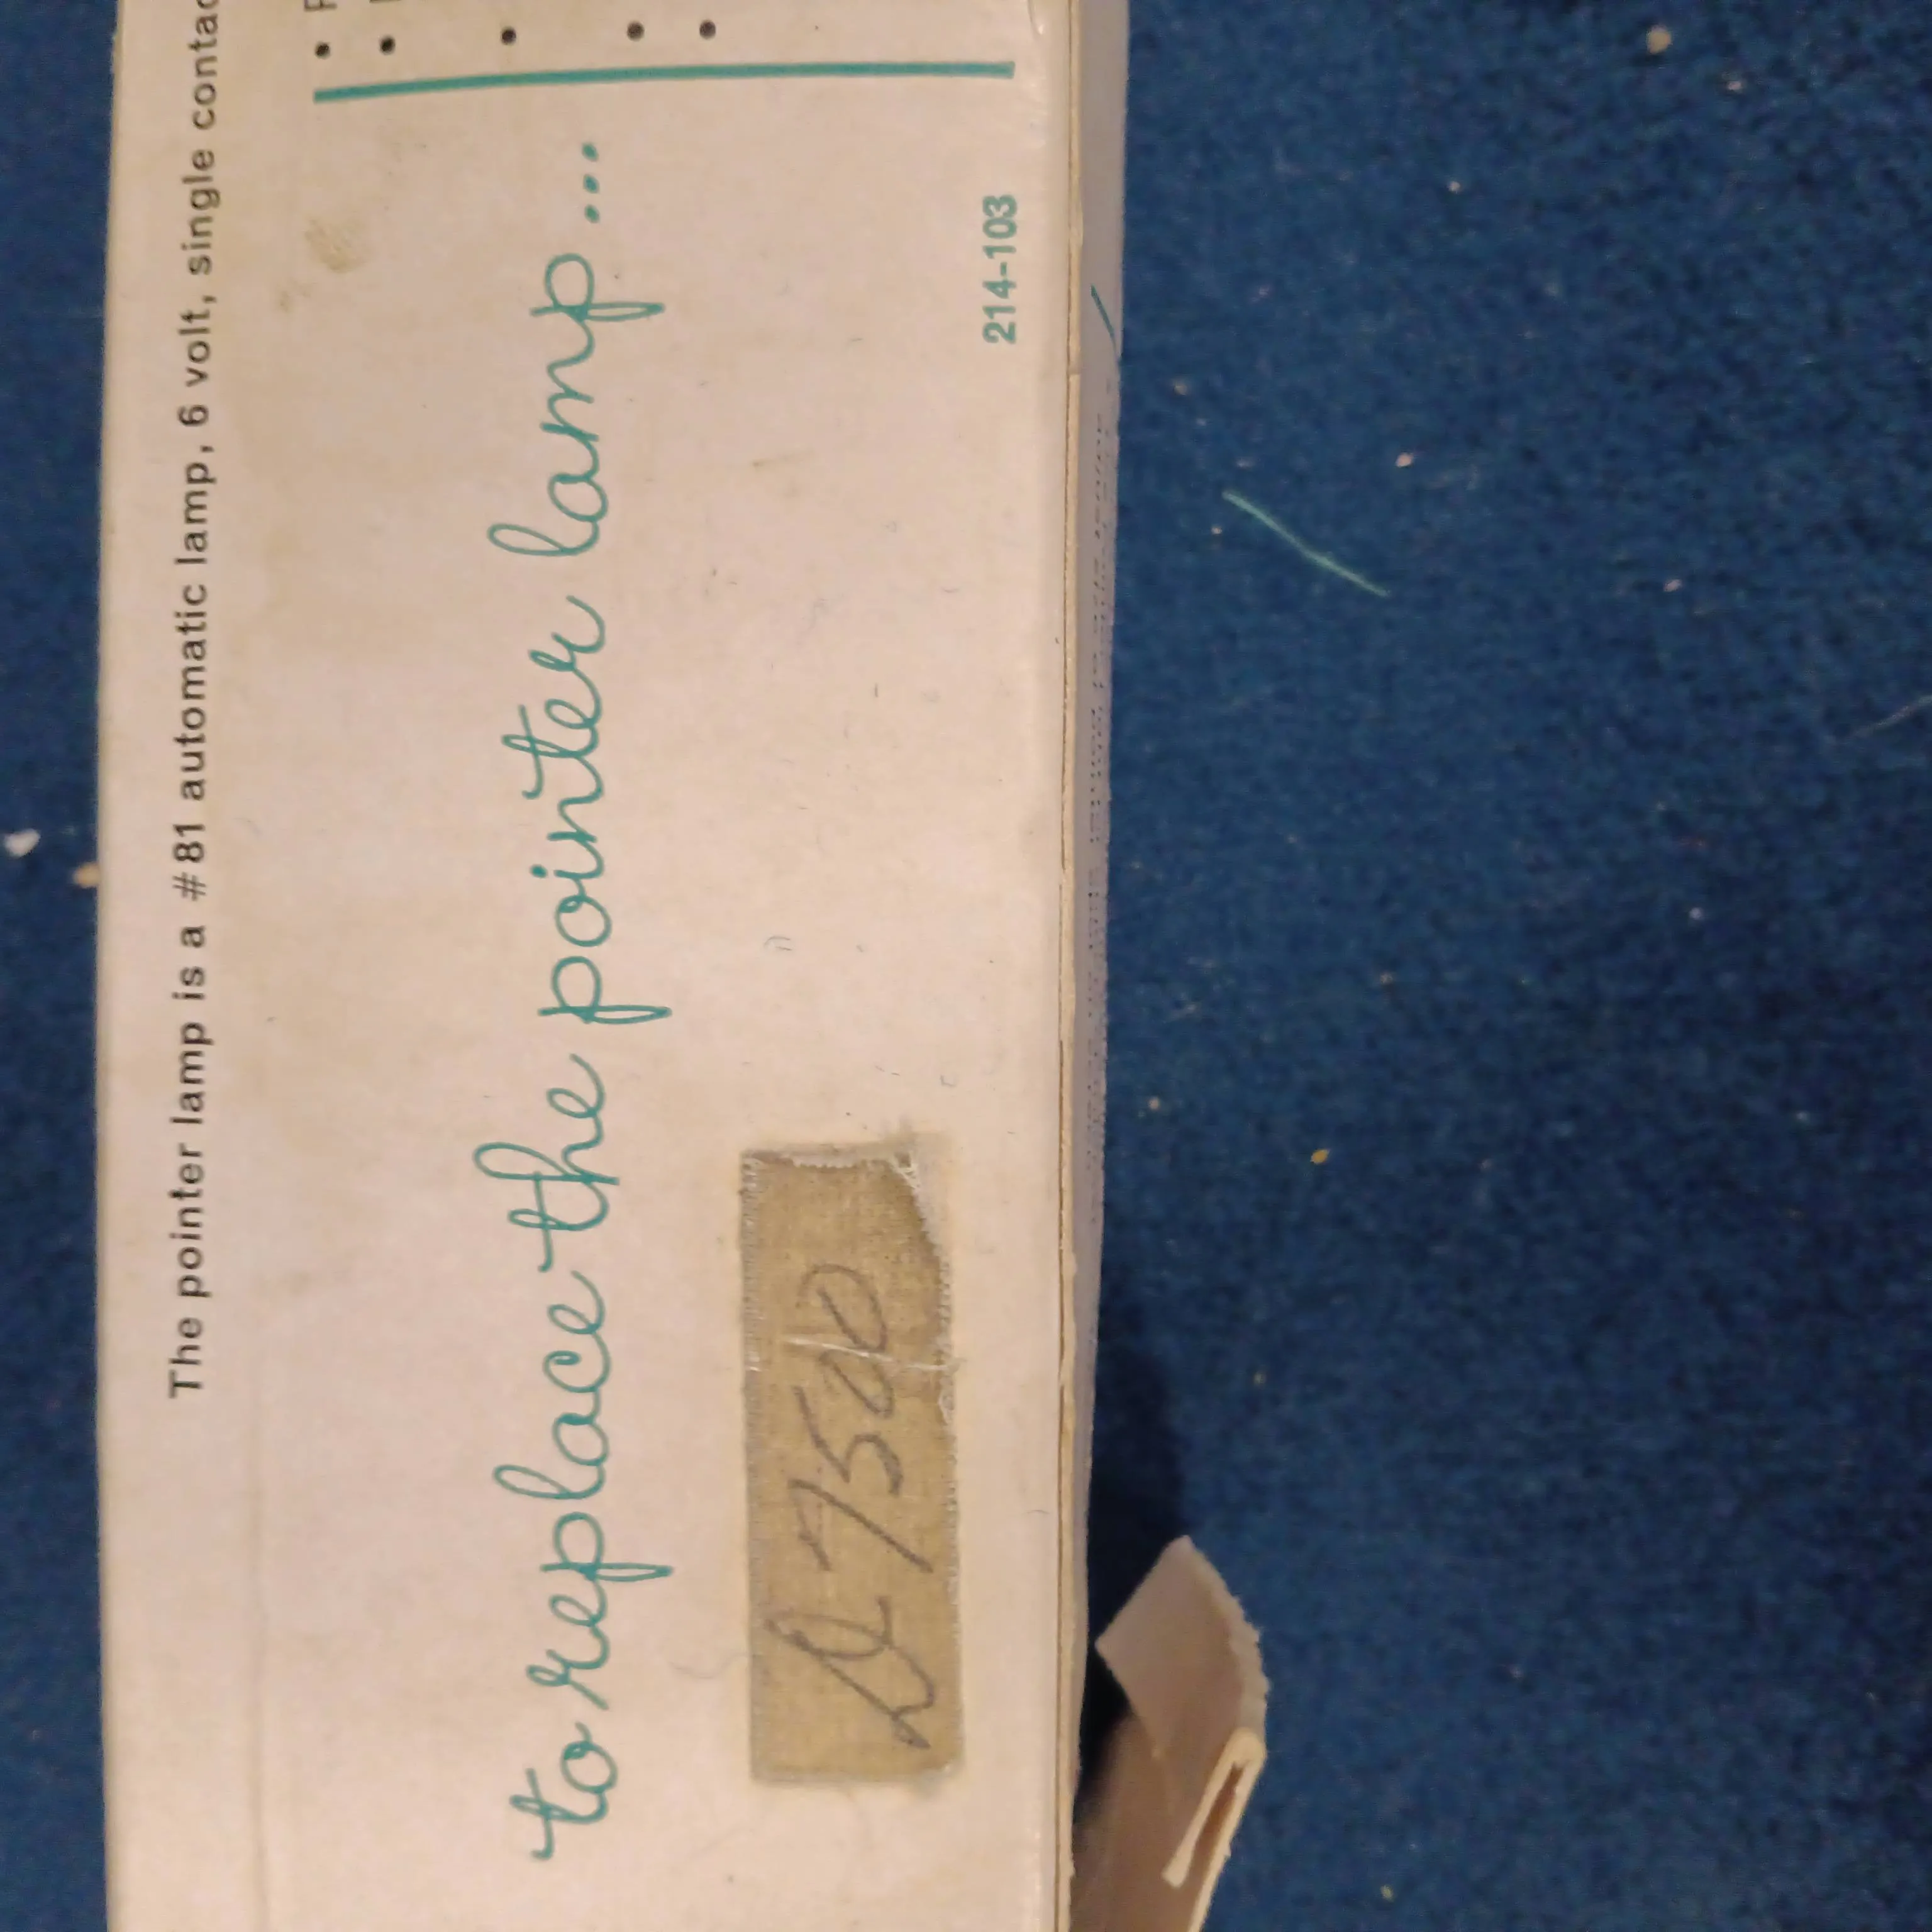 The pointer lamp is a #81 automatic lamp, 6 volt, single contac
to replace the pointer lamp...
214-103